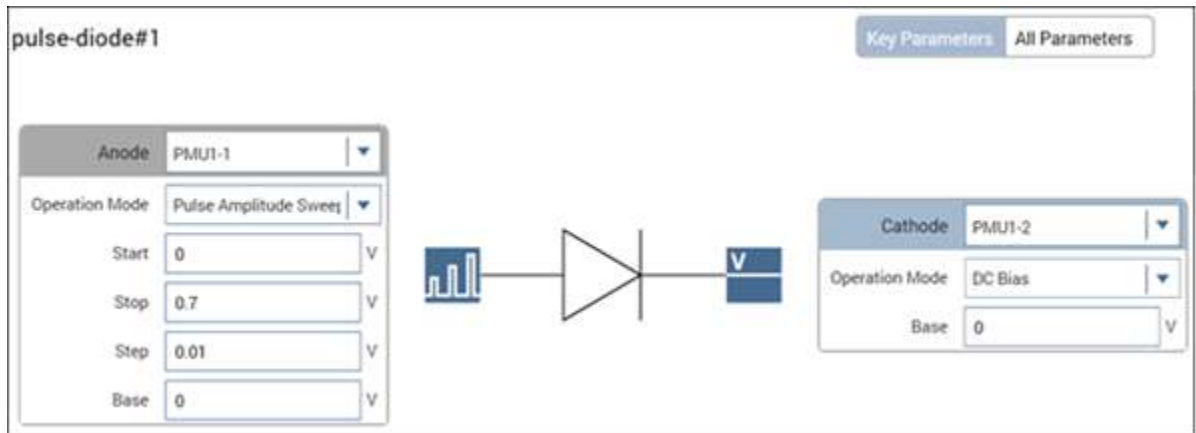 pulse-diode#1
Key Parameters All Parameters
Anode PMU1-1
Operation Mode Pulse Amplitude Sweep
Start 0 V
Stop 0.7 V
Step 0.01 V
Base 0 V
V
Cathode PMU1-2
Operation Mode DC Bias
Base 0 V